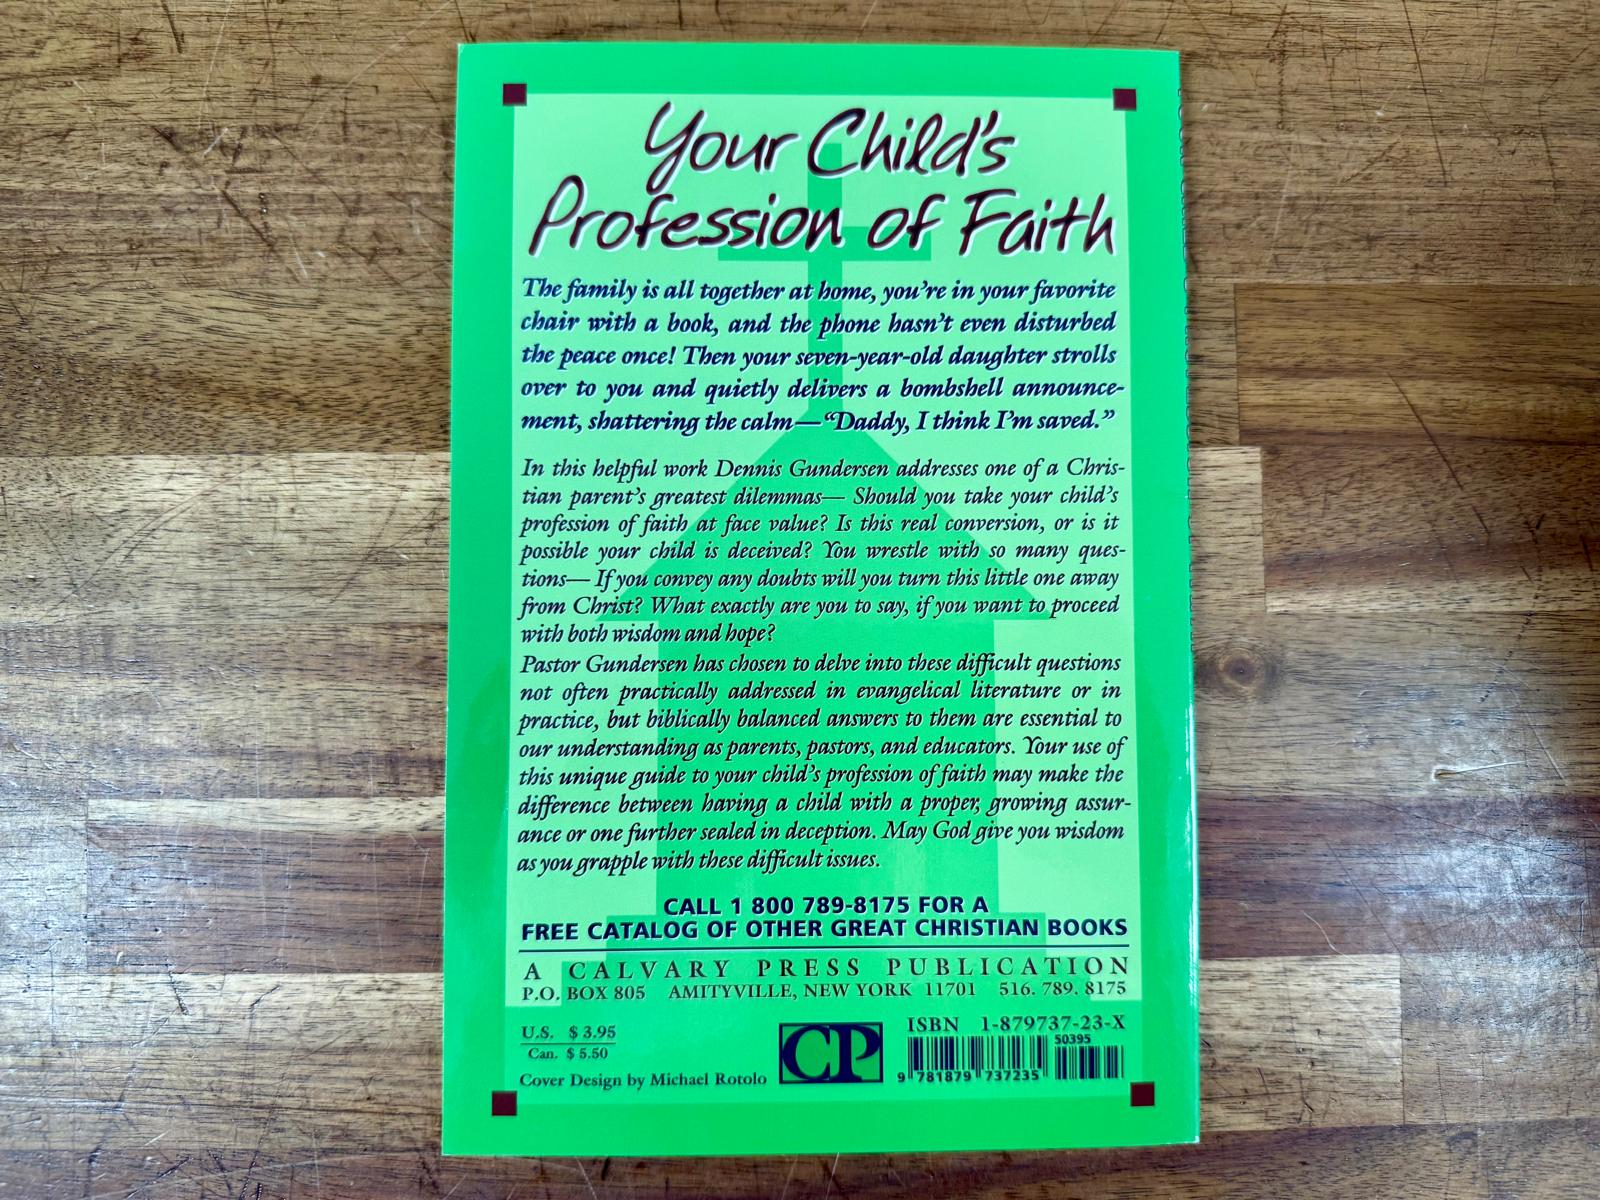 Your Child's
Profession of Faith
The family is all together at home, you're in your favorite
chair with a book, and the phone hasn't even disturbed
the peace once! Then your seven-year-old daughter strolls
over to you and quietly delivers a bombshell announce-
ment, shattering the calm—“Daddy, I think I'm saved.”
In this helpful work Dennis Gundersen addresses one of a Chris-
tian parent's greatest dilemmas— Should you take your child's
profession of faith at face value? Is this real conversion, or is it
possible your child is deceived? You wrestle with so many ques-
tions— If you convey any doubts will you turn this little one away
from Christ? What exactly are you to say, if you want to proceed
with both wisdom and hope?
Pastor Gundersen has chosen to delve into these difficult questions
not often practically addressed in evangelical literature or in
practice, but biblically balanced answers to them are essential to
our understanding as parents, pastors, and educators. Your use of
this unique guide to your child's profession of faith may make the
difference between having a child with a proper, growing assur-
ance or one further sealed in deception. May God give you wisdom
as you grapple with these difficult issues.
CALL 1 800 789-8175 FOR A
FREE CATALOG OF OTHER GREAT CHRISTIAN BOOKS
A CALVARY PRESS PUBLICATION
P.O. BOX 805 AMITYVILLE, NEW YORK 11701 516. 789. 8175
U.S. $ 3.95
Can. $ 5.50
Cover Design by Michael Rotolo
CP
ISBN 1-879737-23-X
50395
9 781879 737235